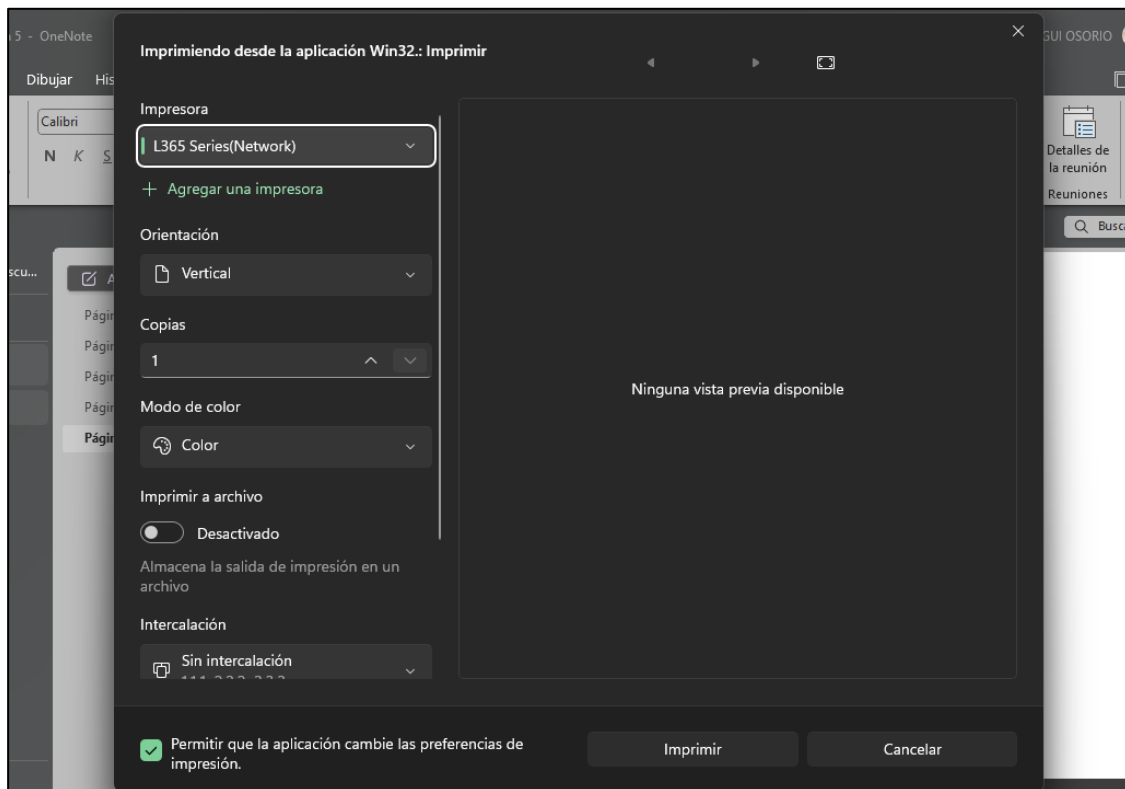 5 - OneNote
GUI OSORIO
Dibujar
Calibri
N K S
Detalles de
la reunión
Reuniones
Imprimiendo desde la aplicación Win32.: Imprimir
Impresora
L365 Series(Network)
Agregar una impresora
Orientación
Vertical
Copias
1
Modo de color
Color
Imprimir a archivo
Desactivado
Almacena la salida de impresión en un
archivo
Intercalación
Sin intercalación
Ninguna vista previa disponible
Permitir que la aplicación cambie las preferencias de
impresión.
Imprimir
Cancelar